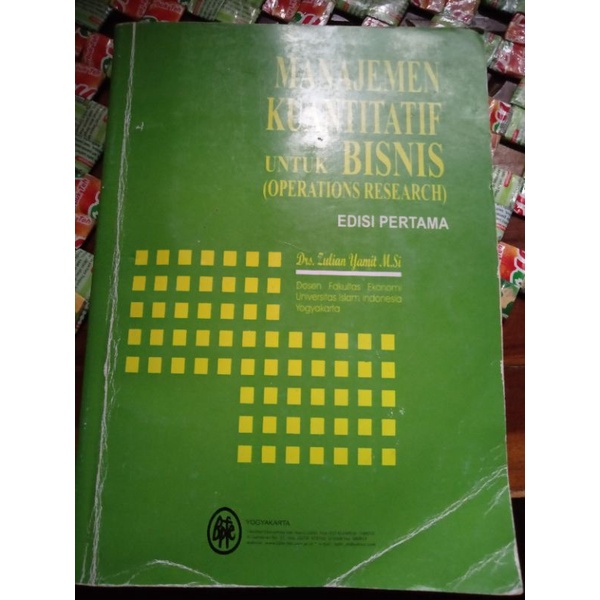 MANAJEMEN
KUANTITATIF
UNTUK BISNIS
(OPERATIONS RESEARCH)
EDISI PERTAMA
Drs. Zulian Yamit M.Si
Dosen Fakultas Ekonomi
Universitas Islam Indonesia
Yogyakarta
Bpfe
YOGYAKARTA